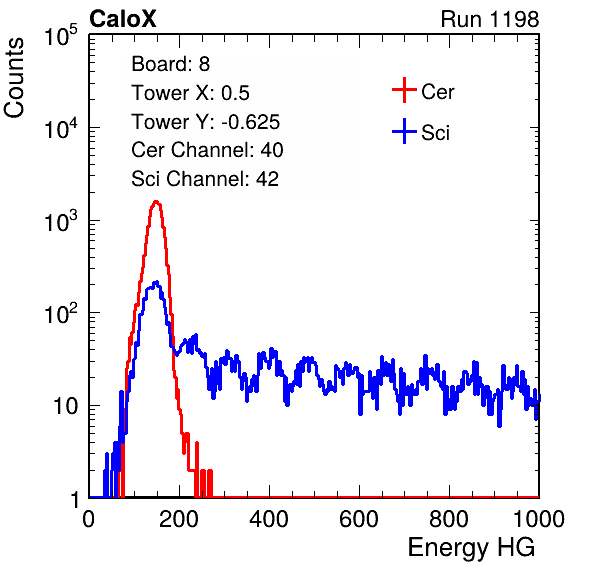 CaloX Run 1198
Counts
Board: 8
Tower X: 0.5
Tower Y: -0.625
Cer Channel: 40
Sci Channel: 42
Cer
Sci
10^5
10^4
10^3
10^2
10
1
0 200 400 600 800 1000
Energy HG